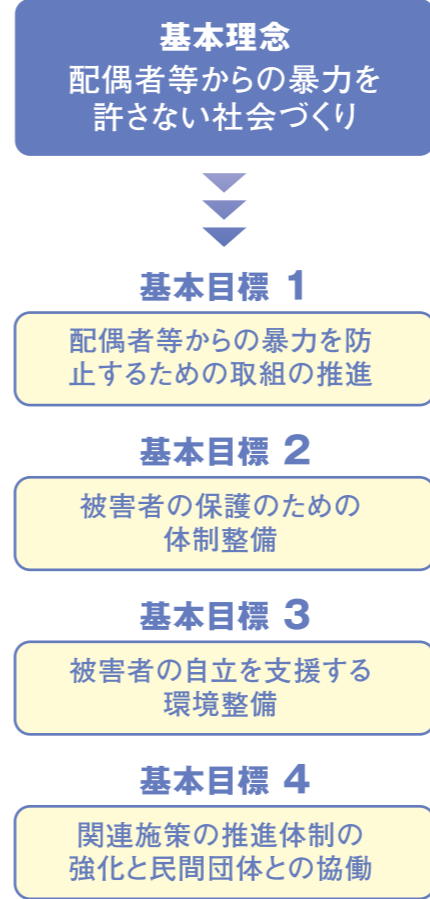 基本理念
配偶者等からの暴力を
許さない社会づくり
基本目標 1
配偶者等からの暴力を防
止するための取組の推進
基本目標 2
被害者の保護のための
体制整備
基本目標 3
被害者の自立を支援する
環境整備
基本目標 4
関連施策の推進体制の
強化と民間団体との協働